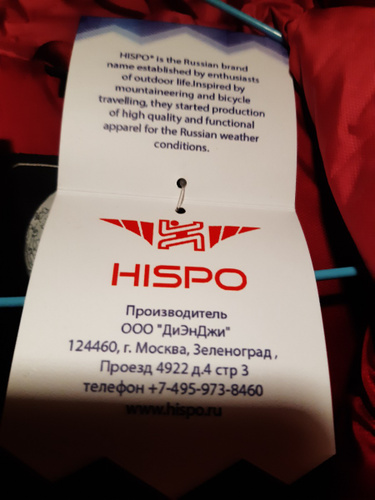 HISPO® is the Russian brand
name established by enthusiasts
of outdoor life.Inspired by
mountaineering and bicycle
travelling, they started production
of high quality and functional
apparel for the Russian weather
conditions.
HISPO
Производитель
ООО "ДиЭнДжи"
124460, г. Москва, Зеленоград ,
Проезд 4922 д.4 стр 3
телефон +7-495-973-8460
www.hispo.ru